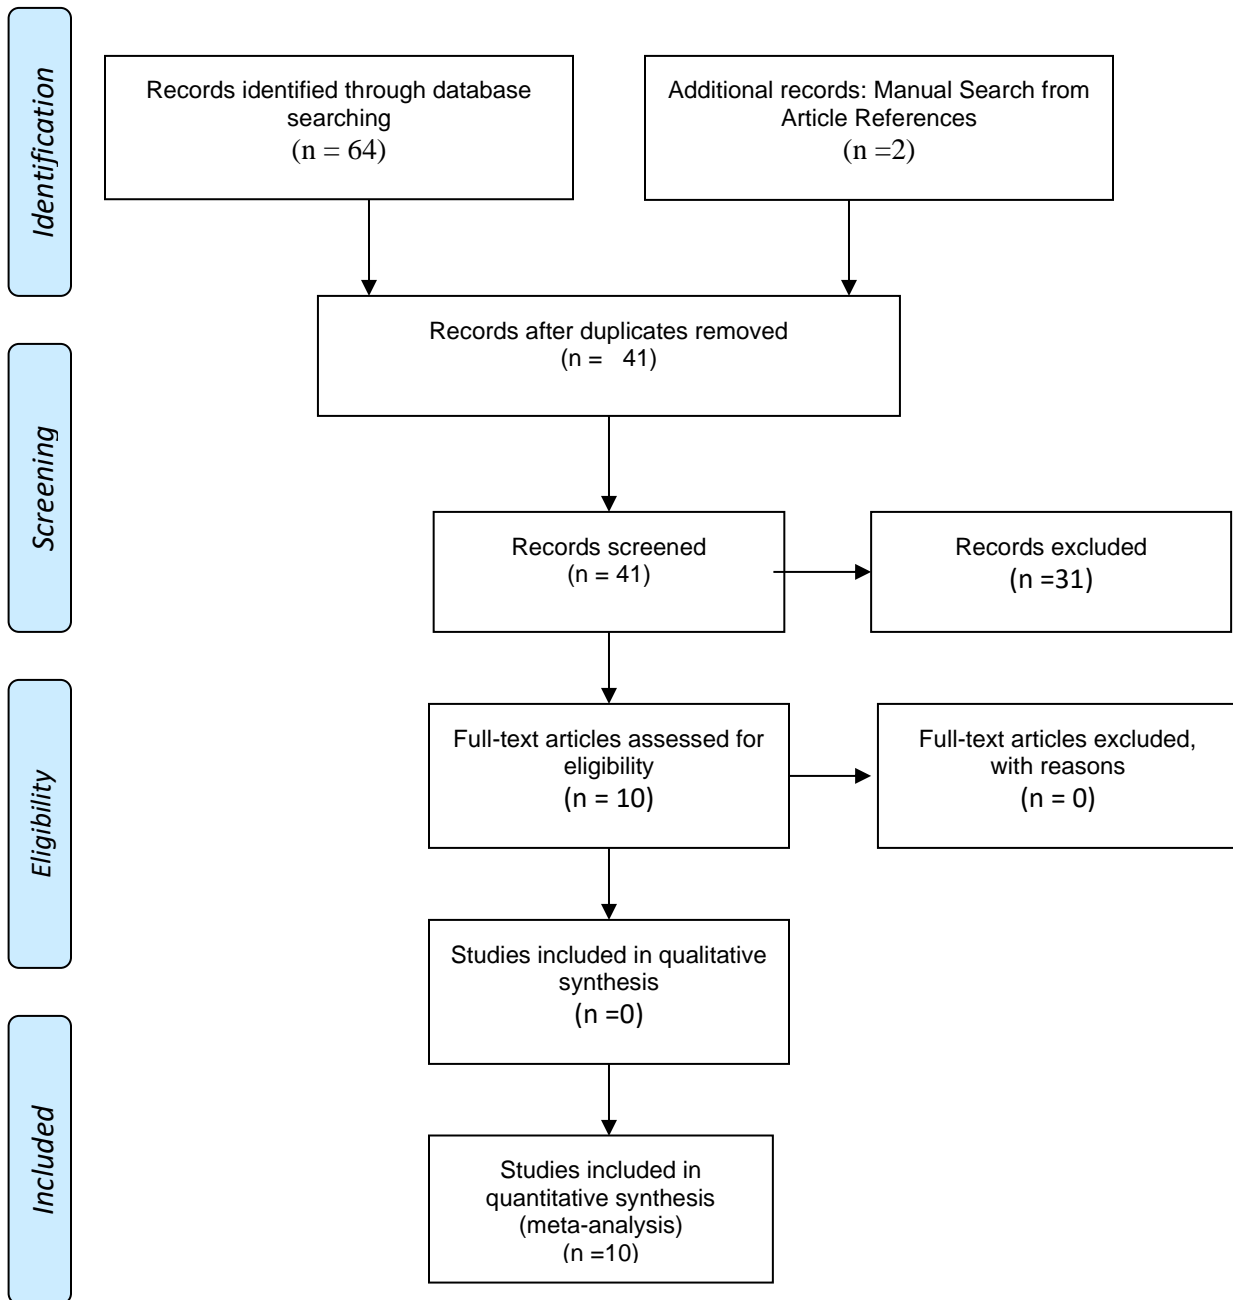 Identification
Records identified through database
searching
(n = 64)
Additional records: Manual Search from
Article References
(n =2)
Records after duplicates removed
(n = 41)
Screening
Records screened
(n = 41)
Records excluded
(n =31)
Eligibility
Full-text articles assessed for
eligibility
(n = 10)
Full-text articles excluded,
with reasons
(n = 0)
Studies included in qualitative
synthesis
(n =0)
Included
Studies included in
quantitative synthesis
(meta-analysis)
(n =10)